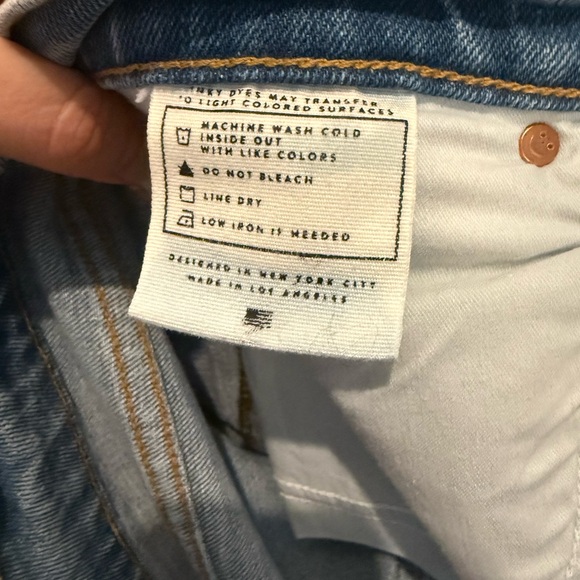 INKY DYES MAY TRANSFER
TO LIGHT COLORED SURFACES
MACHINE WASH COLD
INSIDE OUT
WITH LIKE COLORS
DO NOT BLEACH
LINE DRY
LOW IRON IF NEEDED
DESIGNED IN NEW YORK CITY
MADE IN LOS ANGELES